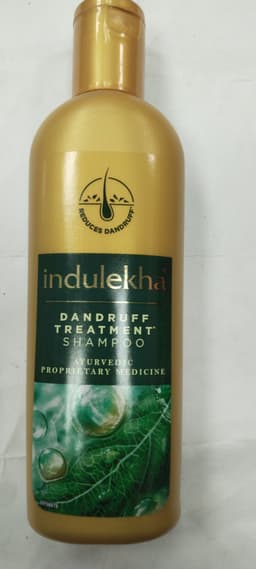 REDUCES DANDRUFF*
indulekha
DANDRUFF
TREATMENT*
SHAMPOO
AYURVEDIC
PROPRIETARY MEDICINE